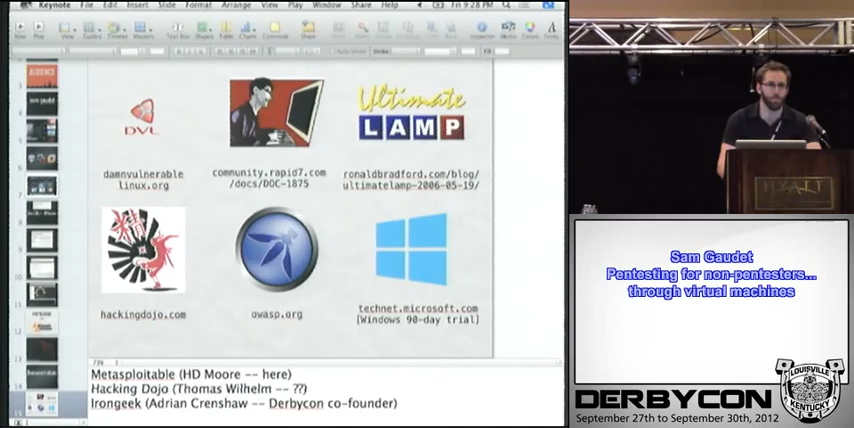 Keynote File Edit Insert Slide Format Arrange View Play Window Share Help
Fri 9:28 PM
DVL
Ultimate
LAMP
damnvulnerable
linux.org
community.rapid7.com
/docs/DOC-1875
ronaldbradford.com/blog/
ultimatelamp-2006-05-19/
hackingdojo.com
owasp.org
technet.microsoft.com
[Windows 90-day trial]
Metasploitable (HD Moore -- here)
Hacking Dojo (Thomas Wilhelm -- ??)
Irongeek (Adrian Crenshaw -- Derbycon co-founder)
HYATT
Sam Gaudet
Pentesting for non-pentesters...
through virtual machines
LOUISVILLE
KENTUCKY
DERBYCON
September 27th to September 30th, 2012